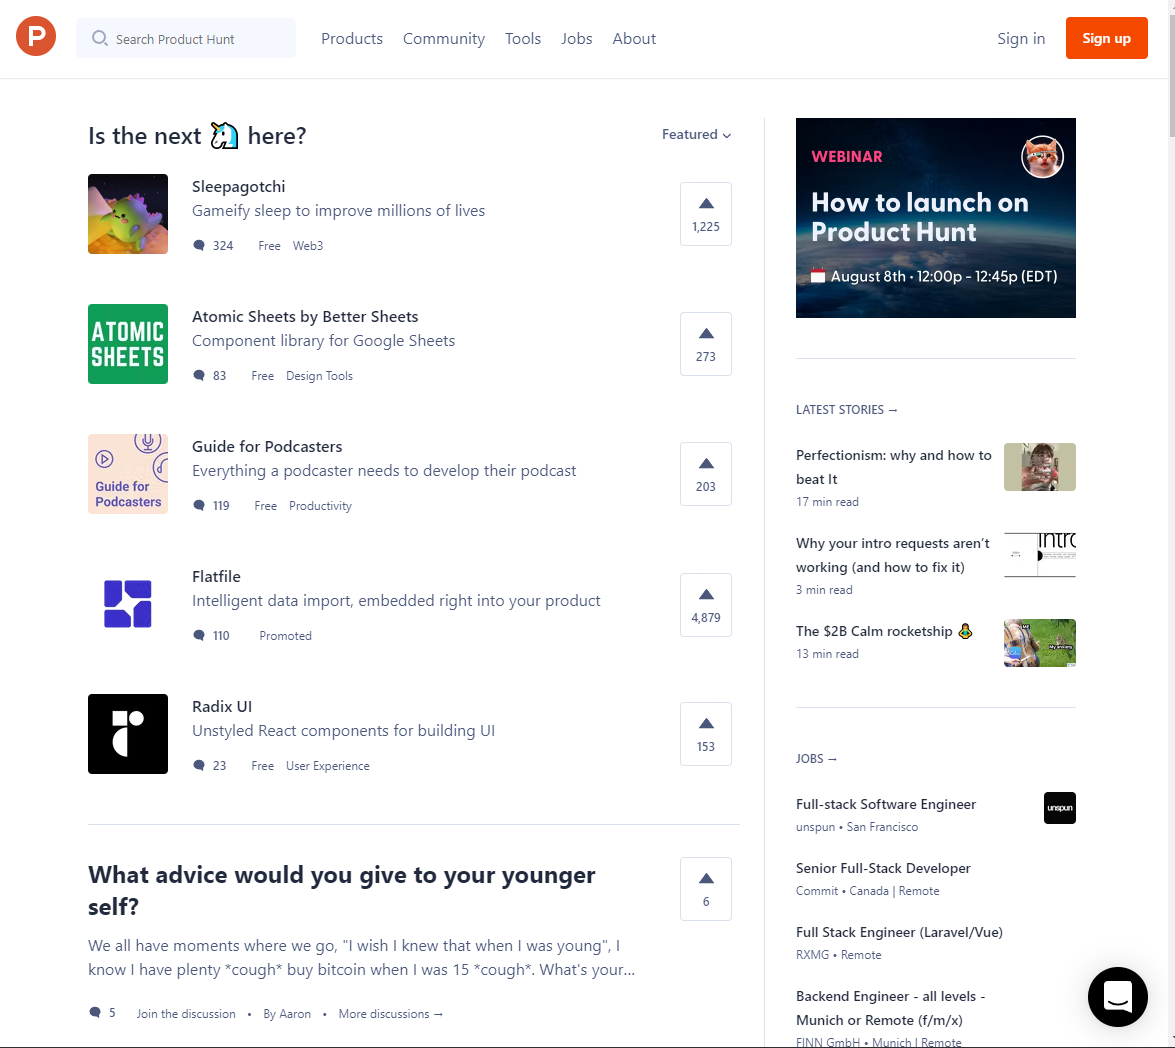 P
Search Product Hunt
Products
Community
Tools
Jobs
About
Sign in
Sign up
Is the next 🦄 here?
Featured
Sleepagotchi
Gameify sleep to improve millions of lives
324 Free Web3
1,225
ATOMIC
SHEETS
Atomic Sheets by Better Sheets
Component library for Google Sheets
83 Free Design Tools
273
Guide for
Podcasters
Guide for Podcasters
Everything a podcaster needs to develop their podcast
119 Free Productivity
203
Flatfile
Intelligent data import, embedded right into your product
110 Promoted
4,879
Radix UI
Unstyled React components for building UI
23 Free User Experience
153
What advice would you give to your younger
self?
We all have moments where we go, "I wish I knew that when I was young", I
know I have plenty *cough* buy bitcoin when I was 15 *cough*. What's your...
5 Join the discussion • By Aaron • More discussions →
6
WEBINAR
How to launch on
Product Hunt
August 8th · 12:00p - 12:45p (EDT)
LATEST STORIES →
Perfectionism: why and how to
beat It
17 min read
Why your intro requests aren’t
working (and how to fix it)
3 min read
intro
The $2B Calm rocketship
13 min read
ME
My anxiety
JOBS →
Full-stack Software Engineer
unspun • San Francisco
unspun
Senior Full-Stack Developer
Commit • Canada | Remote
Full Stack Engineer (Laravel/Vue)
RXMG • Remote
Backend Engineer - all levels -
Munich or Remote (f/m/x)
FINN GmbH • Munich | Remote